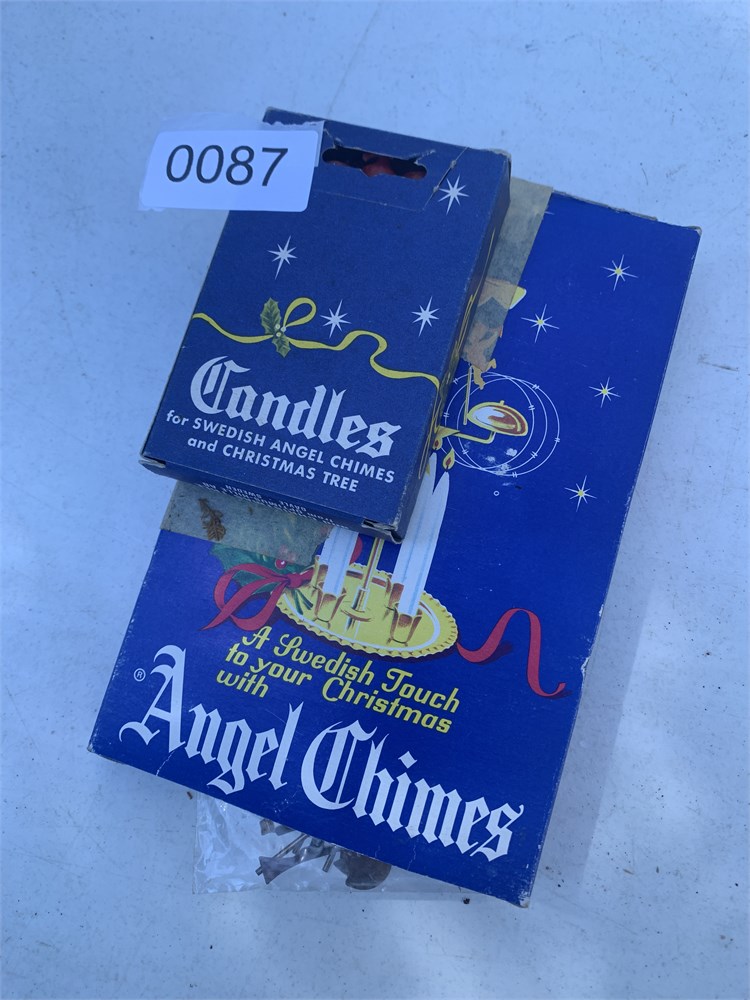 0087
Candles
for SWEDISH ANGEL CHIMES
and CHRISTMAS TREE
A Swedish Touch
to your Christmas
with
®Angel Chimes